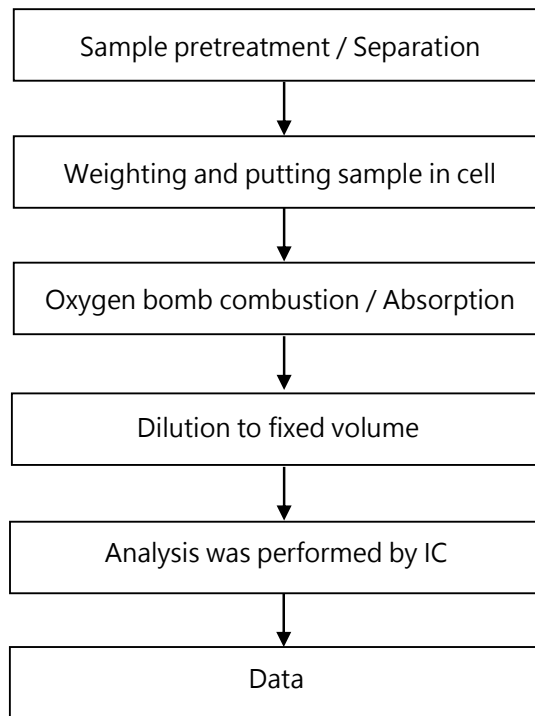 Sample pretreatment / Separation
Weighting and putting sample in cell
Oxygen bomb combustion / Absorption
Dilution to fixed volume
Analysis was performed by IC
Data